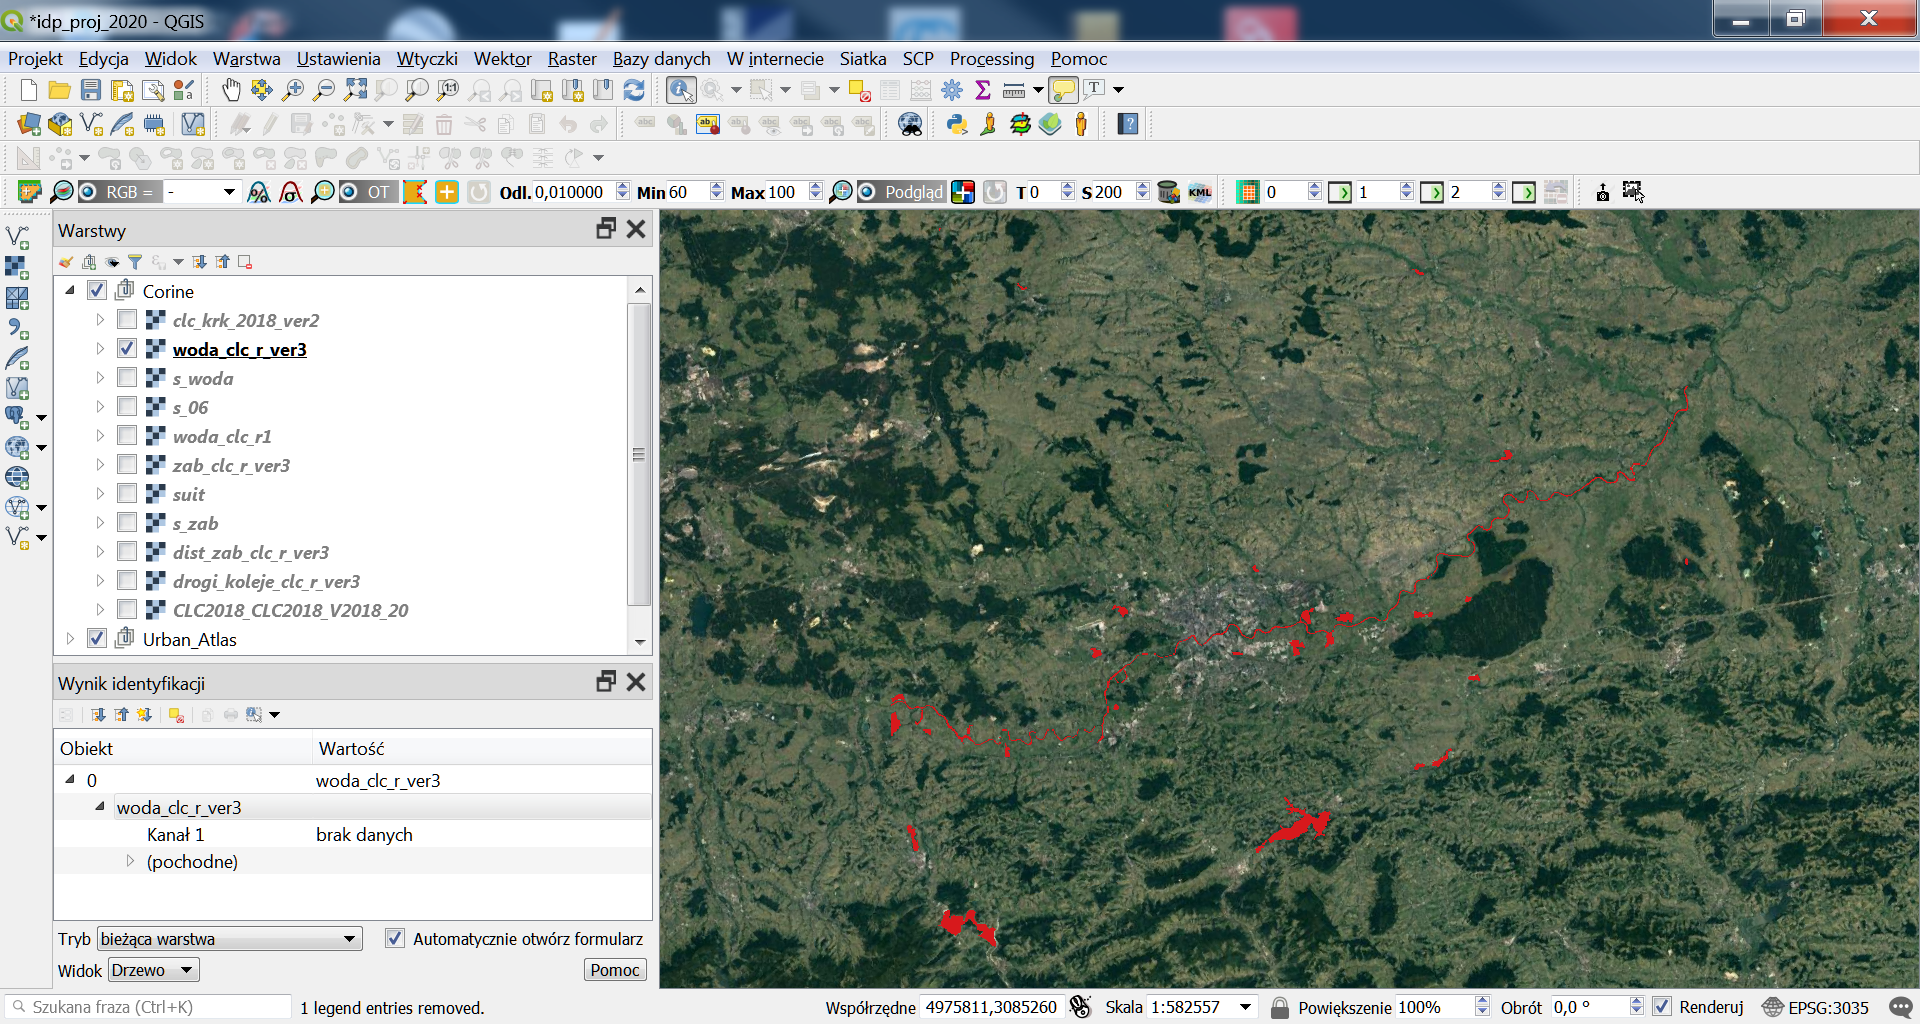 *idp_proj_2020 - QGIS
Projekt Edycja Widok Warstwa Ustawienia Wtyczki Wektor Raster Bazy danych W internecie Siatka SCP Processing Pomoc
RGB = - OT Odl. 0,010000 Min 60 Max 100 Podgląd T 0 S 200 KML 0 1 2
Warstwy
Corine
clc_krk_2018_ver2
woda_clc_r_ver3
s_woda
s_06
woda_clc_r1
zab_clc_r_ver3
suit
s_zab
dist_zab_clc_r_ver3
drogi_koleje_clc_r_ver3
CLC2018_CLC2018_V2018_20
Urban_Atlas
Wynik identyfikacji
Obiekt Wartość
0 woda_clc_r_ver3
woda_clc_r_ver3
Kanał 1 brak danych
(pochodne)
Tryb bieżąca warstwa Automatycznie otwórz formularz
Widok Drzewo Pomoc
Szukana fraza (Ctrl+K) 1 legend entries removed. Współrzędne 4975811,3085260 Skala 1:582557 Powiększenie 100% Obrót 0,0 ° Renderuj EPSG:3035